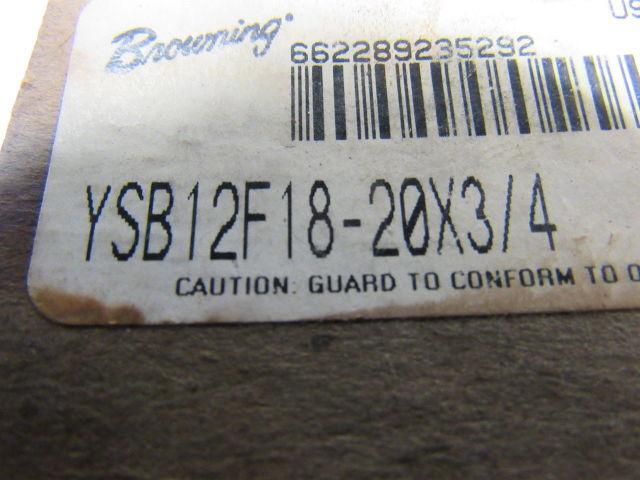 Browning
662289235292
YSB12F18-20X3/4
CAUTION: GUARD TO CONFORM TO